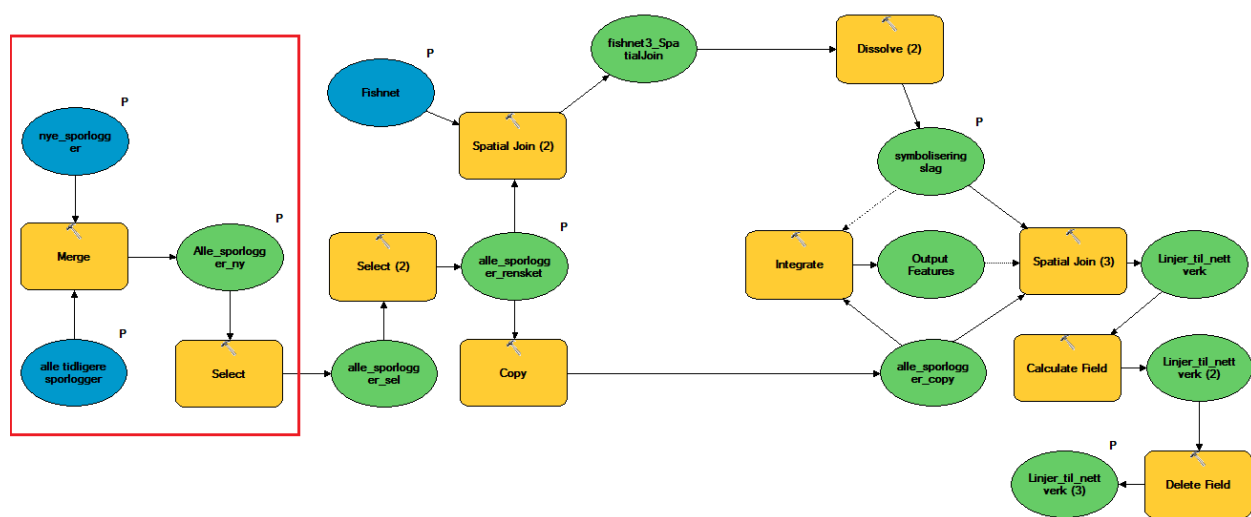 P
nye_sporlogg
er
Merge
P
alle tidligere
sporlogger
P
Alle_sporlogg
er_ny
Select
P
Fishnet
Spatial Join (2)
fishnet3_Spa
tialJoin
Dissolve (2)
Select (2)
alle_sporlogg
er_sel
P
alle_sporlogg
er_rensket
Copy
P
symbolisering
slag
Integrate
Output
Features
alle_sporlogg
er_copy
Spatial Join (3)
Linjer_til_nett
verk
Calculate Field
Linjer_til_nett
verk (2)
Delete Field
P
Linjer_til_nett
verk (3)